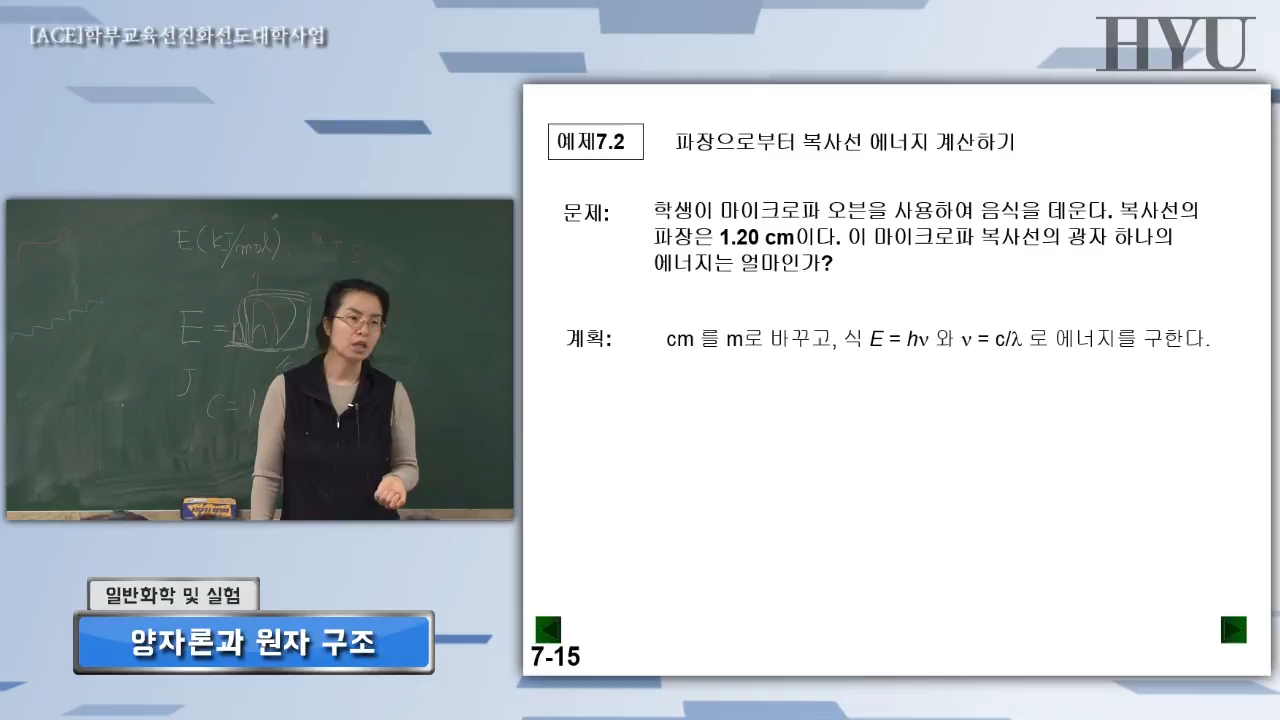 [ACE]학부교육선진화선도대학사업
HYU
예제7.2 파장으로부터 복사선 에너지 계산하기
문제: 학생이 마이크로파 오븐을 사용하여 음식을 데운다. 복사선의
파장은 1.20 cm이다. 이 마이크로파 복사선의 광자 하나의
에너지는 얼마인가?
계획: cm 를 m로 바꾸고, 식 E = hν 와 ν = c/λ 로 에너지를 구한다.
7-15
E =
J
C =
일반화학 및 실험
양자론과 원자 구조